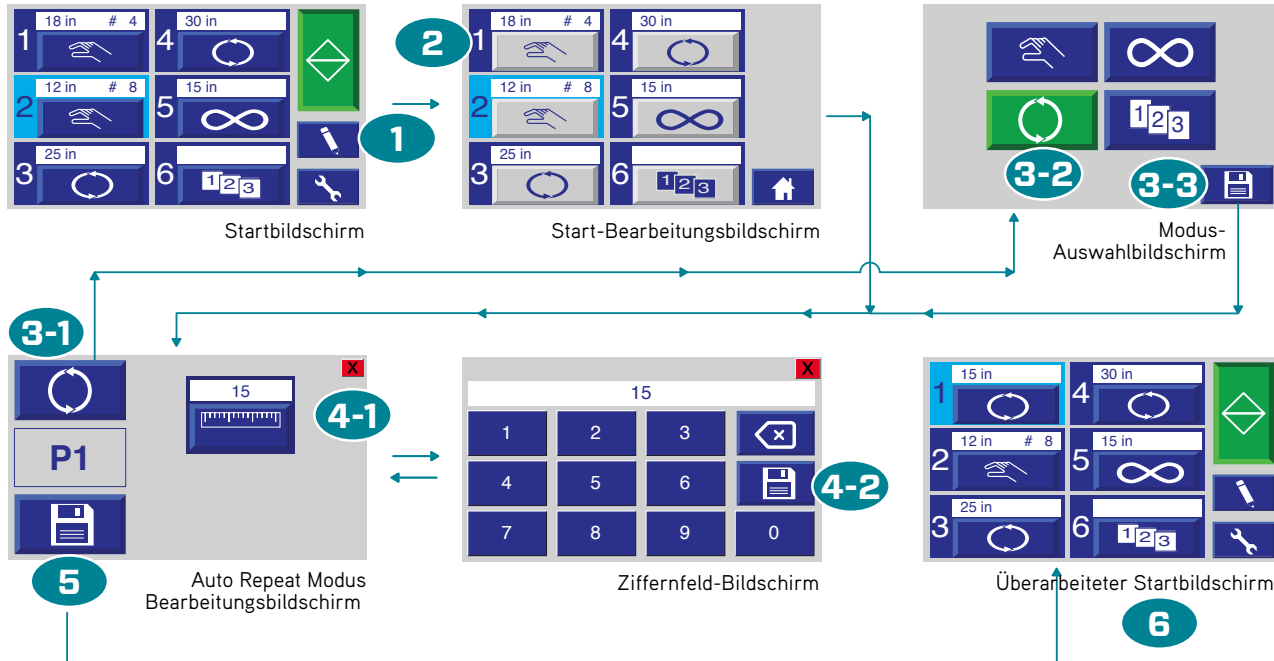 18 in # 4
1
30 in
4
12 in # 8
2
15 in
5
25 in
3
6
1 2 3
1
Startbildschirm
2
18 in # 4
1
30 in
4
12 in # 8
2
15 in
5
25 in
3
6
1 2 3
Start-Bearbeitungsbildschirm
1 2 3
3-2
3-3
Modus-
Auswahlbildschirm
3-1
X
15
4-1
P1
5
Auto Repeat Modus
Bearbeitungsbildschirm
X
15
1 2 3
4 5 6
4-2
7 8 9 0
Ziffernfeld-Bildschirm
15 in
1
30 in
4
12 in # 8
2
15 in
5
25 in
3
6
1 2 3
Überarbeiteter Startbildschirm
6